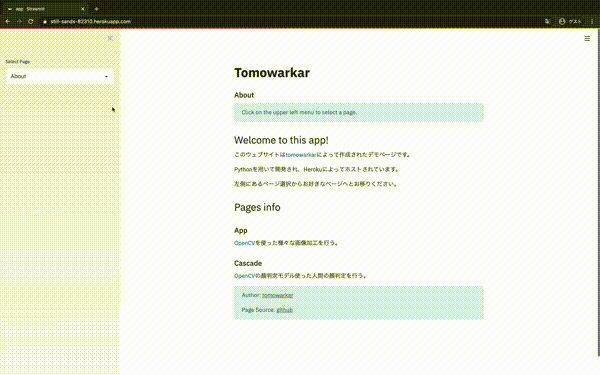 app · Streamlit
still-sands-82310.herokuapp.com
ゲスト
Select Page
About
Tomowarkar
About
Click on the upper left menu to select a page.
Welcome to this app!
このウェブサイトはtomowarkarによって作成されたデモページです。
Pythonを用いて開発され、Herokuによってホストされています。
左側にあるページ選択からお好きなページへとお移りください。
Pages info
App
OpenCVを使った様々な画像加工を行う。
Cascade
OpenCVの顔判定モデル使った人間の顔判定を行う。
Author: tomowarkar
Page Source: github